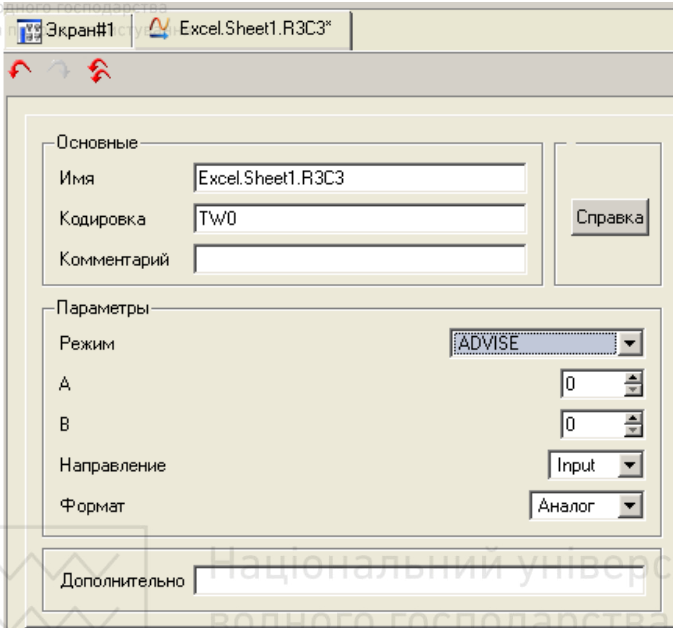 Экран#1 Excel.Sheet1.R3C3*
Основные
Имя Excel.Sheet1.R3C3
Справка
Кодировка TW0
Комментарий
Параметры
Режим ADVISE
A 0
B 0
Направление Input
Формат Аналог
Національний універс
Дополнительно
водного господарства